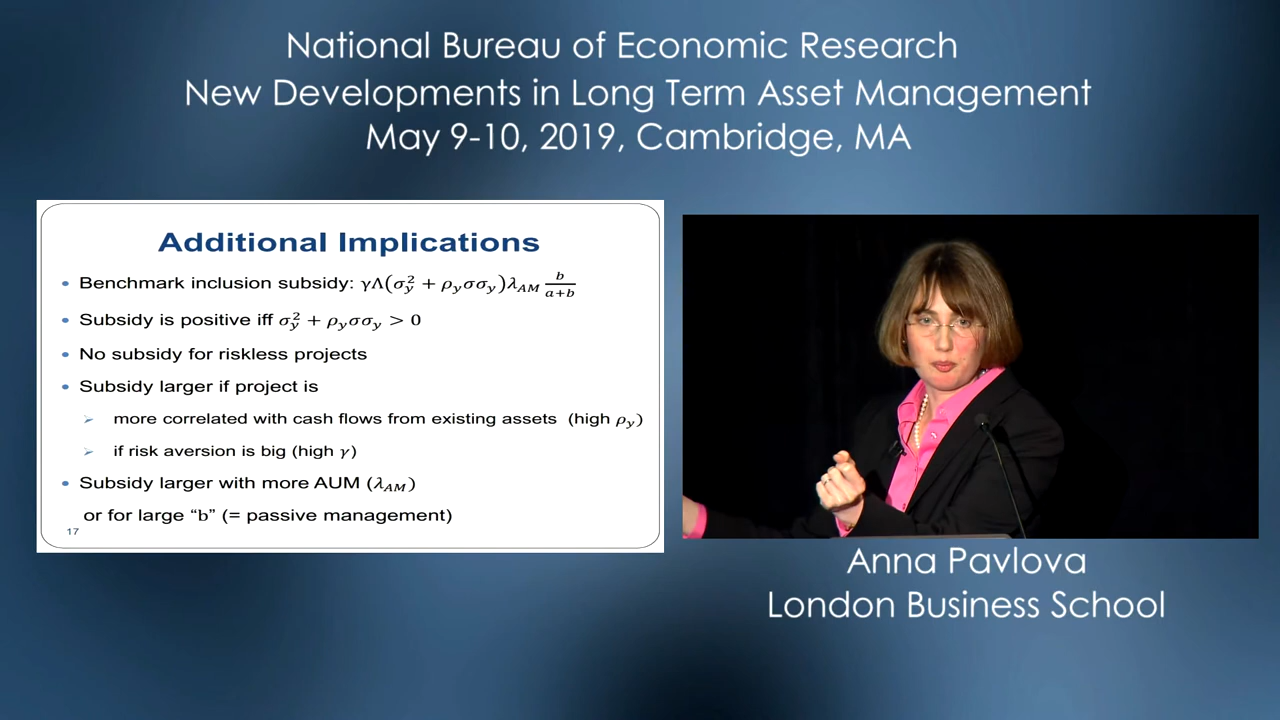 National Bureau of Economic Research
New Developments in Long Term Asset Management
May 9-10, 2019, Cambridge, MA
Additional Implications
• Benchmark inclusion subsidy: γΛ(σ_y^2 + ρ_yσσ_y)λ_AM b/(a+b)
• Subsidy is positive iff σ_y^2 + ρ_yσσ_y > 0
• No subsidy for riskless projects
• Subsidy larger if project is
➢ more correlated with cash flows from existing assets (high ρ_y)
➢ if risk aversion is big (high γ)
• Subsidy larger with more AUM (λ_AM)
or for large “b” (= passive management)
17
Anna Pavlova
London Business School